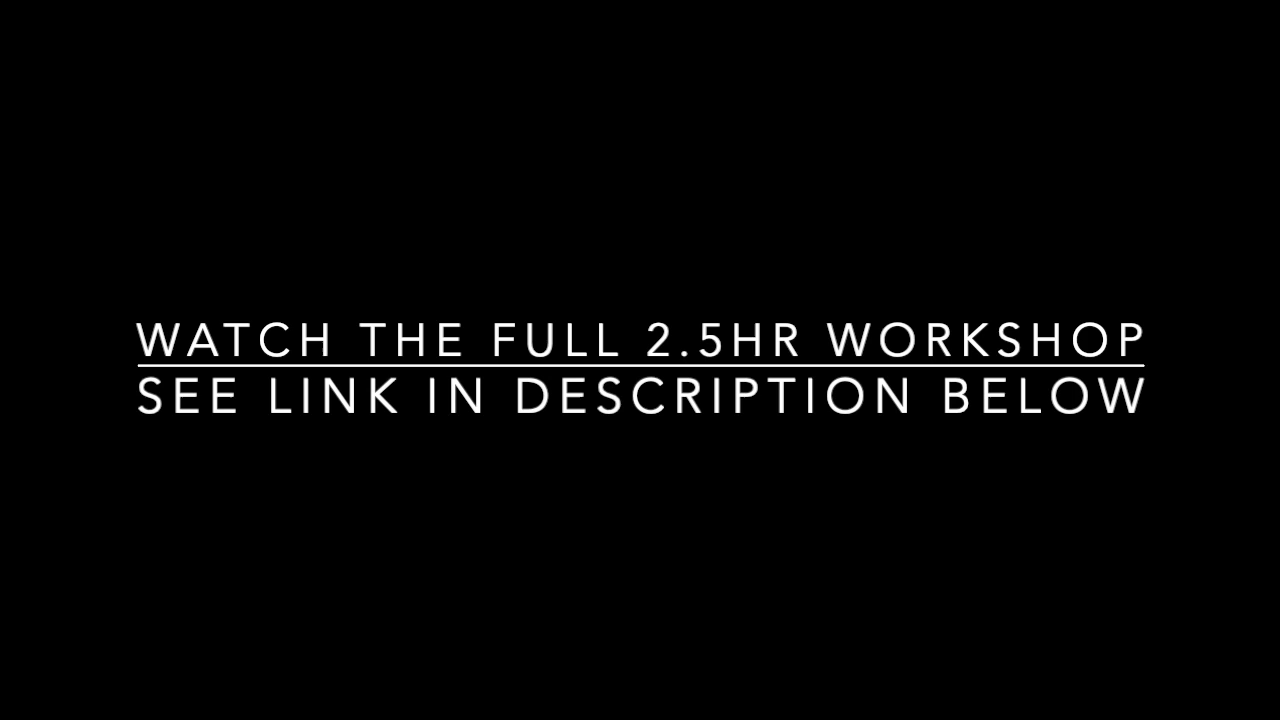 WATCH THE FULL 2.5HR WORKSHOP
SEE LINK IN DESCRIPTION BELOW